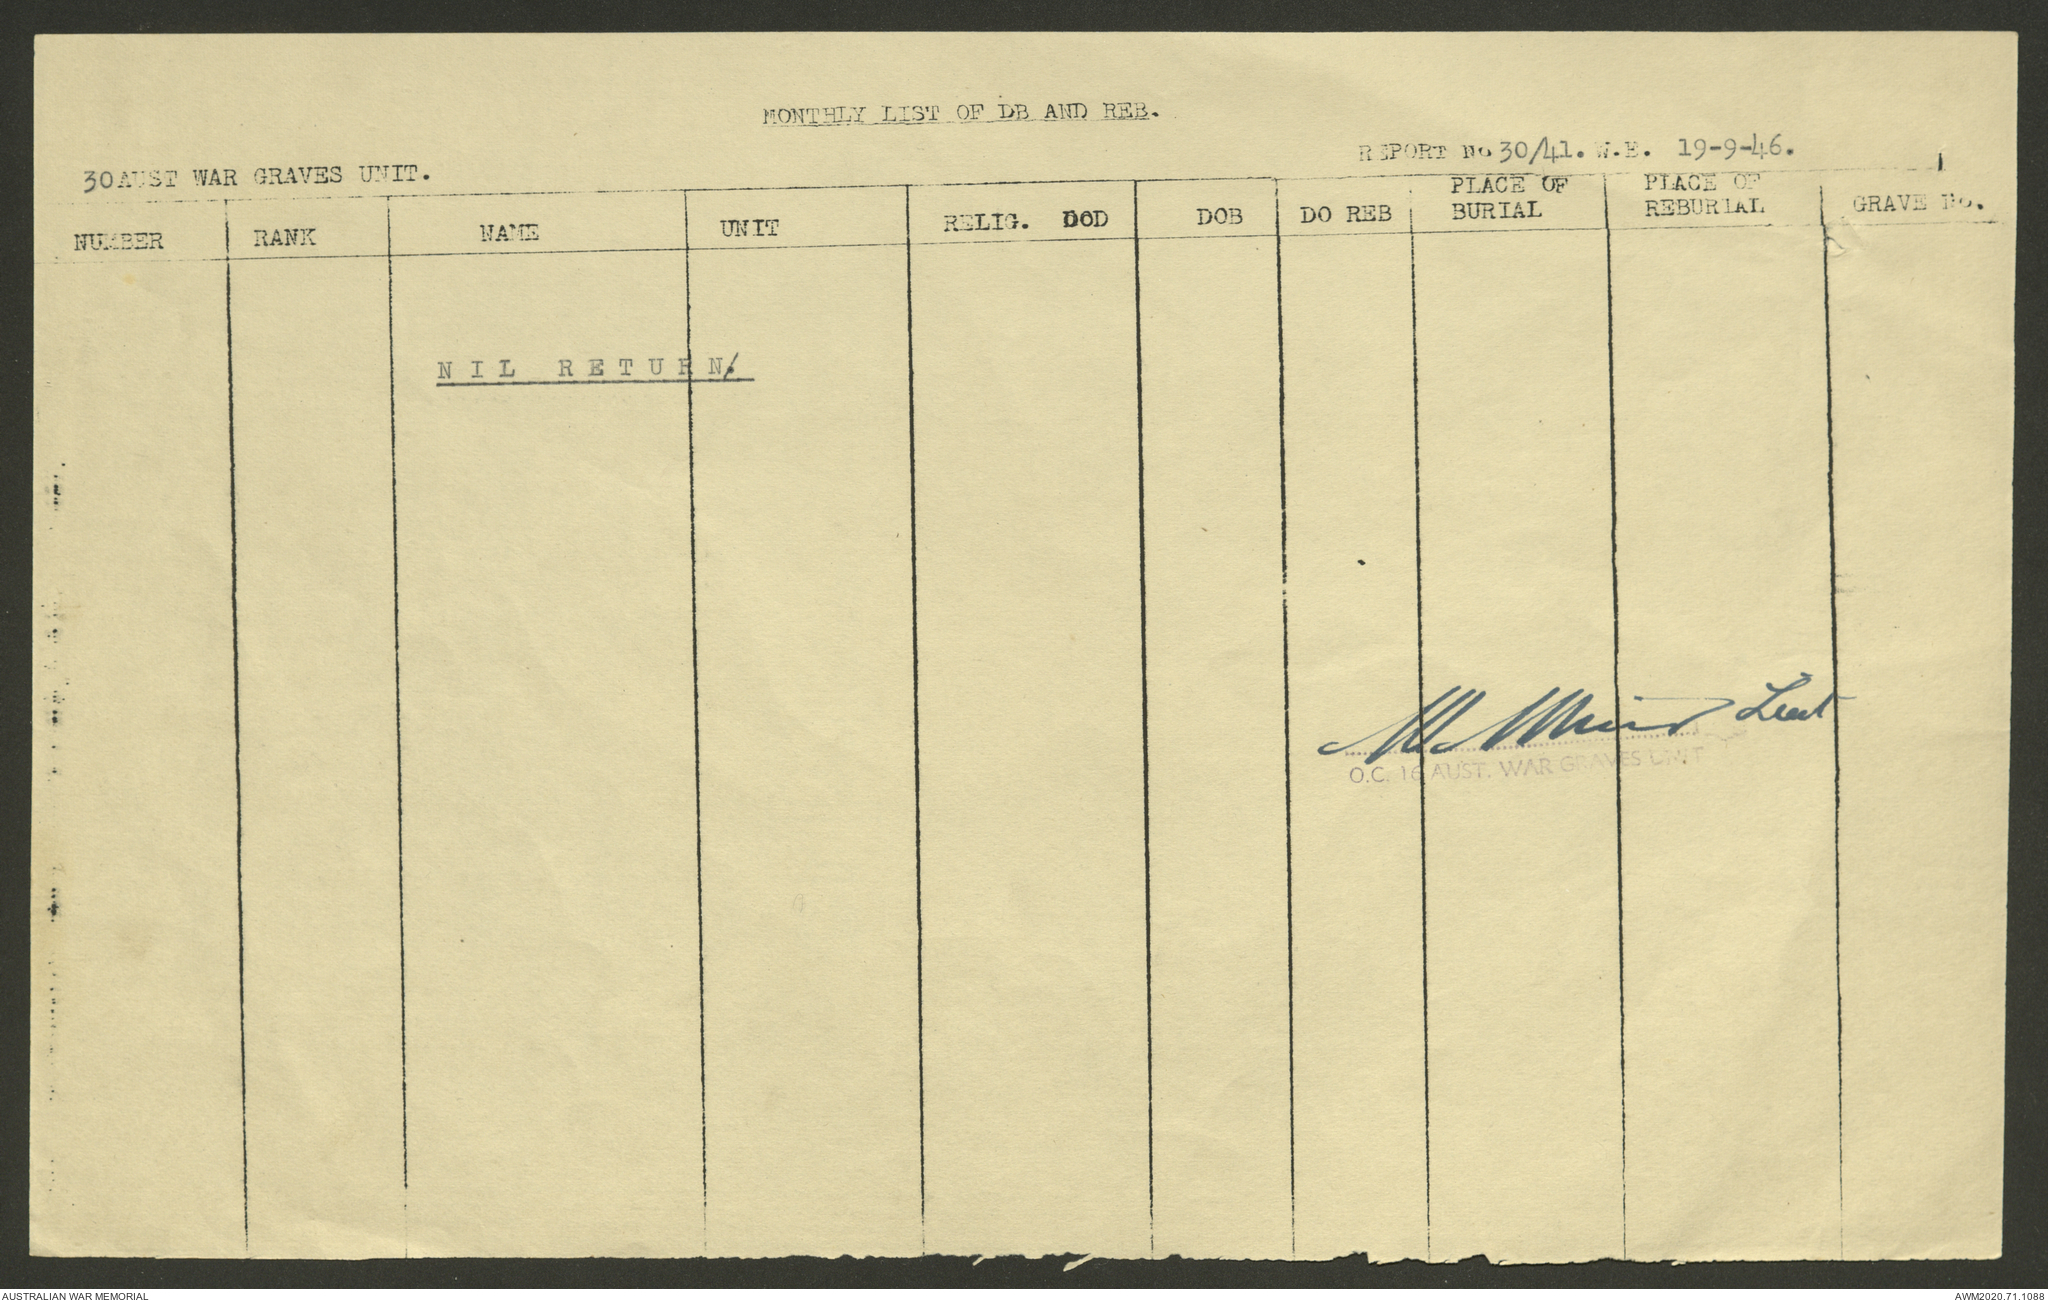 MONTHLY LIST OF DB AND REB.
REPORT No 30/41. W.E. 19-9-46.
30 AUST WAR GRAVES UNIT.
NUMBER RANK NAME UNIT RELIG. DOD DOB DO REB PLACE OF BURIAL PLACE OF REBURIAL GRAVE No.
NIL RETURN.
Lieut
O.C. 16 AUST. WAR GRAVES UNIT
AUSTRALIAN WAR MEMORIAL
AWM2020.71.1088